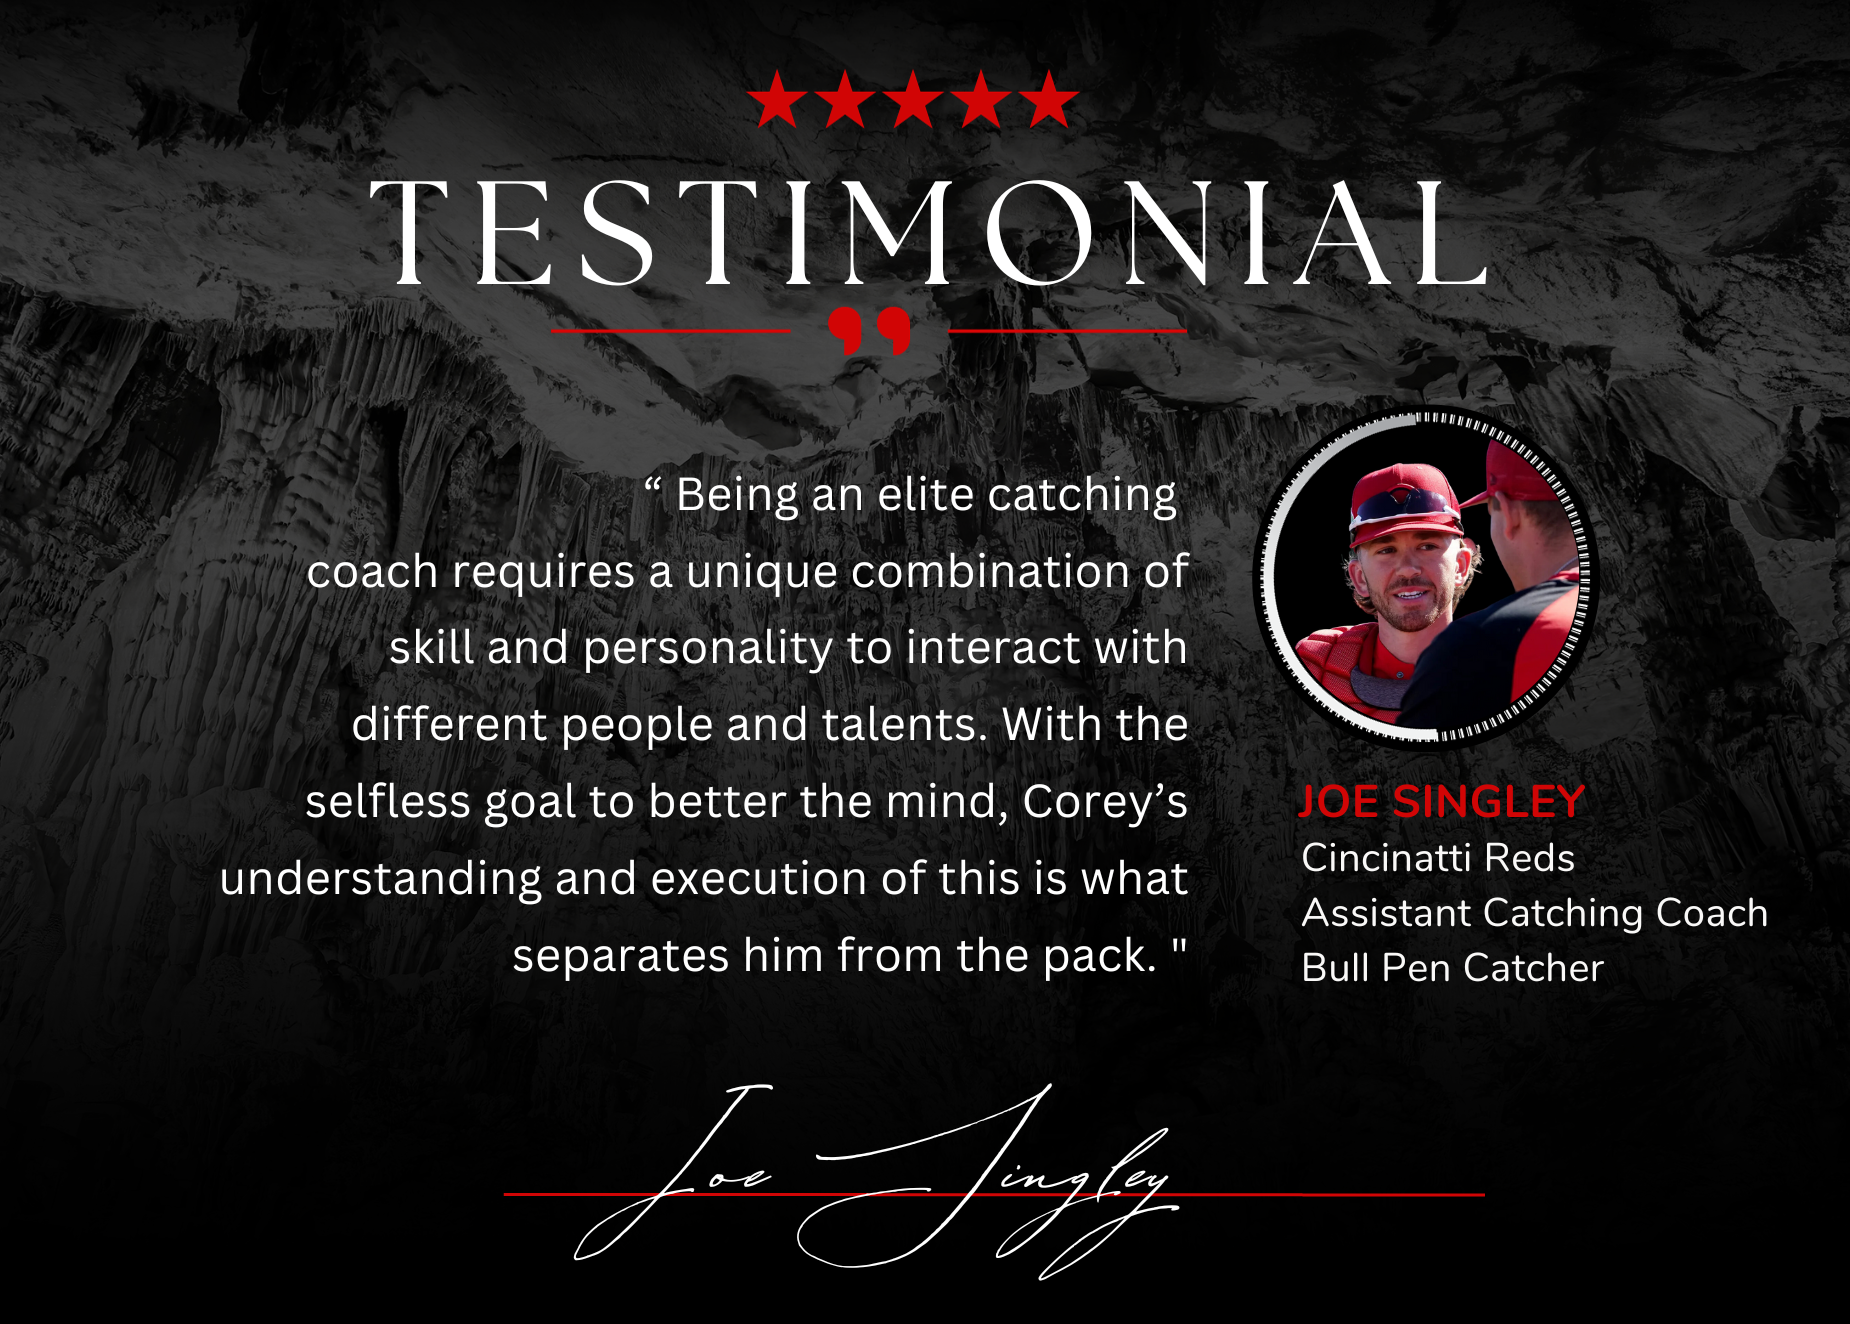 TESTIMONIAL
“ Being an elite catching
coach requires a unique combination of
skill and personality to interact with
different people and talents. With the
selfless goal to better the mind, Corey’s
understanding and execution of this is what
separates him from the pack. "
JOE SINGLEY
Cincinatti Reds
Assistant Catching Coach
Bull Pen Catcher
Joe Singley